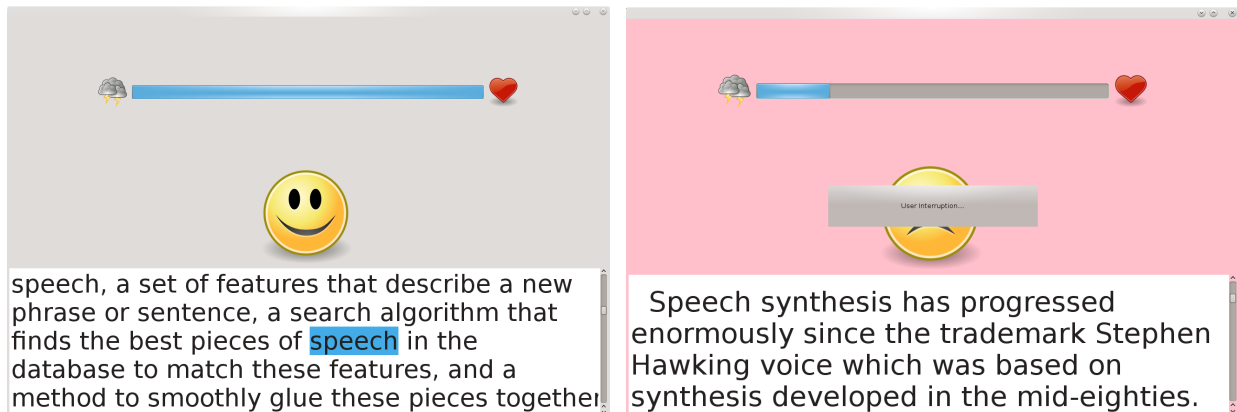 speech, a set of features that describe a new
phrase or sentence, a search algorithm that
finds the best pieces of speech in the
database to match these features, and a
method to smoothly glue these pieces together
User Interruption...
Speech synthesis has progressed
enormously since the trademark Stephen
Hawking voice which was based on
synthesis developed in the mid-eighties.